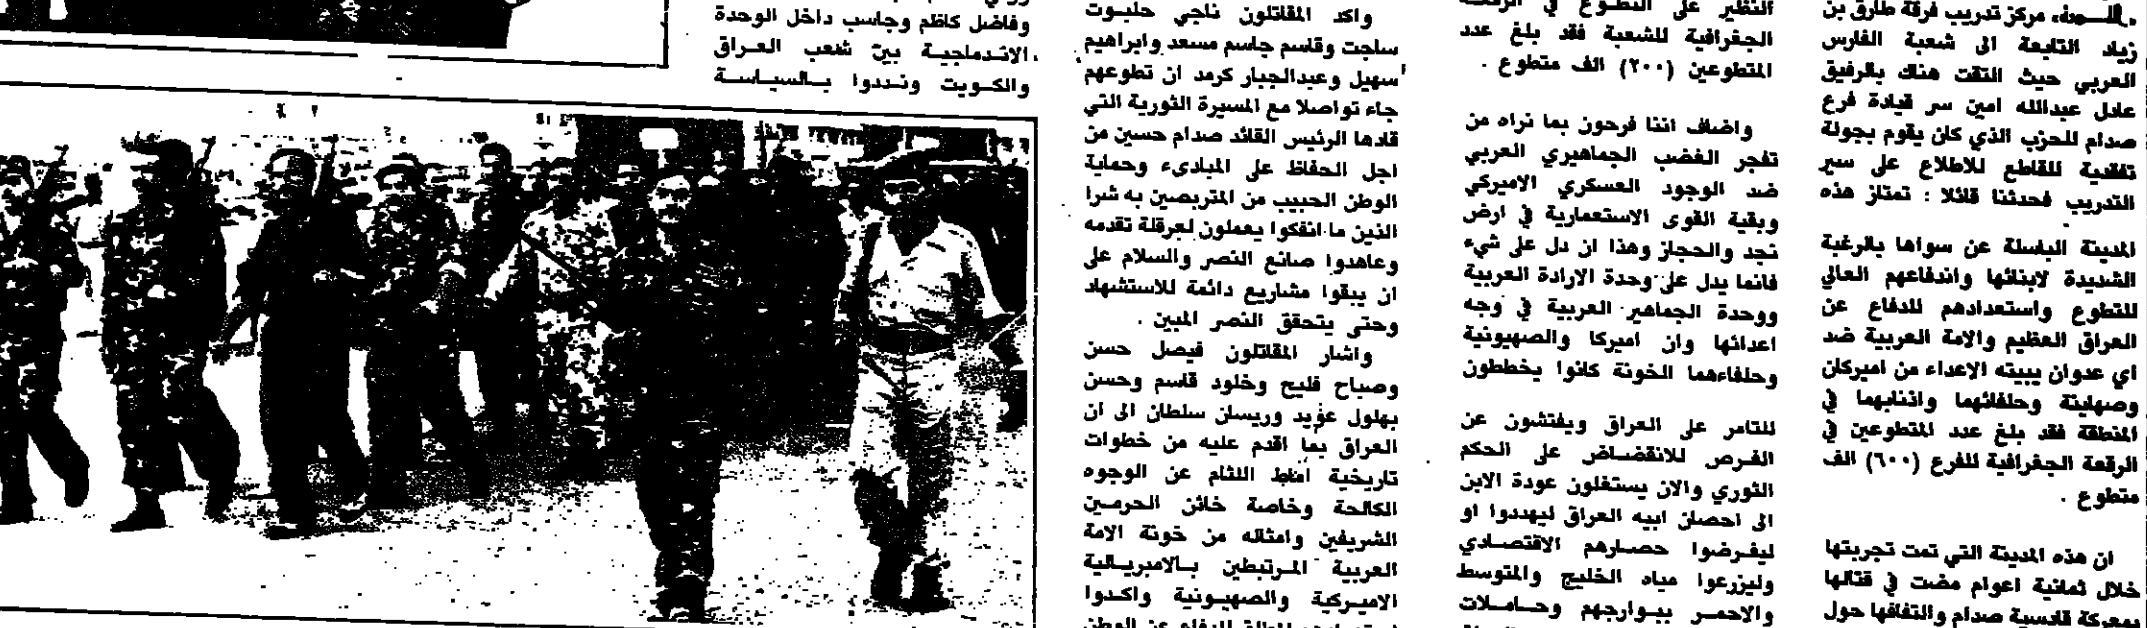 مركز تدريب فرقة طارق بن
زياد التابعة الى شعبة الفارس
العربي حيث التقت هناك بالرفيق
عادل عبدالله امين سر قيادة فرع
صدام للحزب الذي كان يقوم بجولة
تفقدية للقاطع للاطلاع على سير
التدريب فحدثنا قائلا : تمتاز هذه
المدينة الباسلة عن سواها بالرغبة
الشديدة لابنائها واندفاعهم العالي
للتطوع واستعدادهم للدفاع عن
العراق العظيم والامة العربية ضد
اي عدوان يبيته الاعداء من اميركان
وصهاينة وحلفائهما واذنابهما في
المنطقة فقد بلغ عدد المتطوعين في
الرقعة الجغرافية للفرع (٦٠٠) الف
متطوع .
ان هذه المدينة التي تمت تجربتها
خلال ثمانية اعوام مضت في قتالها
بمعركة قادسية صدام والتفافها حول
النظير على التطوع في الرقعة
الجغرافية للشعبة فقد بلغ عدد
المتطوعين (٢٠٠) الف متطوع .
واضاف اننا فرحون بما نراه من
تفجر الغضب الجماهيري العربي
ضد الوجود العسكري الاميركي
وبقية القوى الاستعمارية في ارض
نجد والحجاز وهذا ان دل على شيء
فانما يدل على وحدة الارادة العربية
ووحدة الجماهير العربية في وجه
اعدائها وان اميركا والصهيونية
وحلفاءهما الخونة كانوا يخططون
للتامر على العراق ويفتشون عن
الفرص للانقضاض على الحكم
الثوري والان يستغلون عودة الابن
الى احضان ابيه العراق ليهددوا او
ليفرضوا حصارهم الاقتصادي
وليزرعوا مياه الخليج والمتوسط
والاحمر ببوارجهم وحاملات
واكد المقاتلون ناجي حلبوت
ساجت وقاسم جاسم مسعد وابراهيم
سهيل وعبدالجبار كرمد ان تطوعهم
جاء تواصلا مع المسيرة الثورية التي
قادها الرئيس القائد صدام حسين من
اجل الحفاظ على المبادىء وحماية
الوطن الحبيب من المتربصين به شرا
الذين ما انفكوا يعملون لعرقلة تقدمه
وعاهدوا صانع النصر والسلام على
ان يبقوا مشاريع دائمة للاستشهاد
وحتى يتحقق النصر المبين .
واشار المقاتلون فيصل حسن
وصباح فليح وخلود قاسم وحسن
بهلول عؤيد وريسان سلطان الى ان
العراق بما اقدم عليه من خطوات
تاريخية اماط اللثام عن الوجوه
الكالحة وخاصة خائن الحرمين
الشريفين وامثاله من خونة الامة
العربية المرتبطين بالامبريالية
الاميركية والصهيونية واكدوا
للدفاع عن الوطن
وفاضل كاظم وجاسب داخل الوحدة
الاندماجية بين شعب العراق
والكويت ونددوا بالسياسة